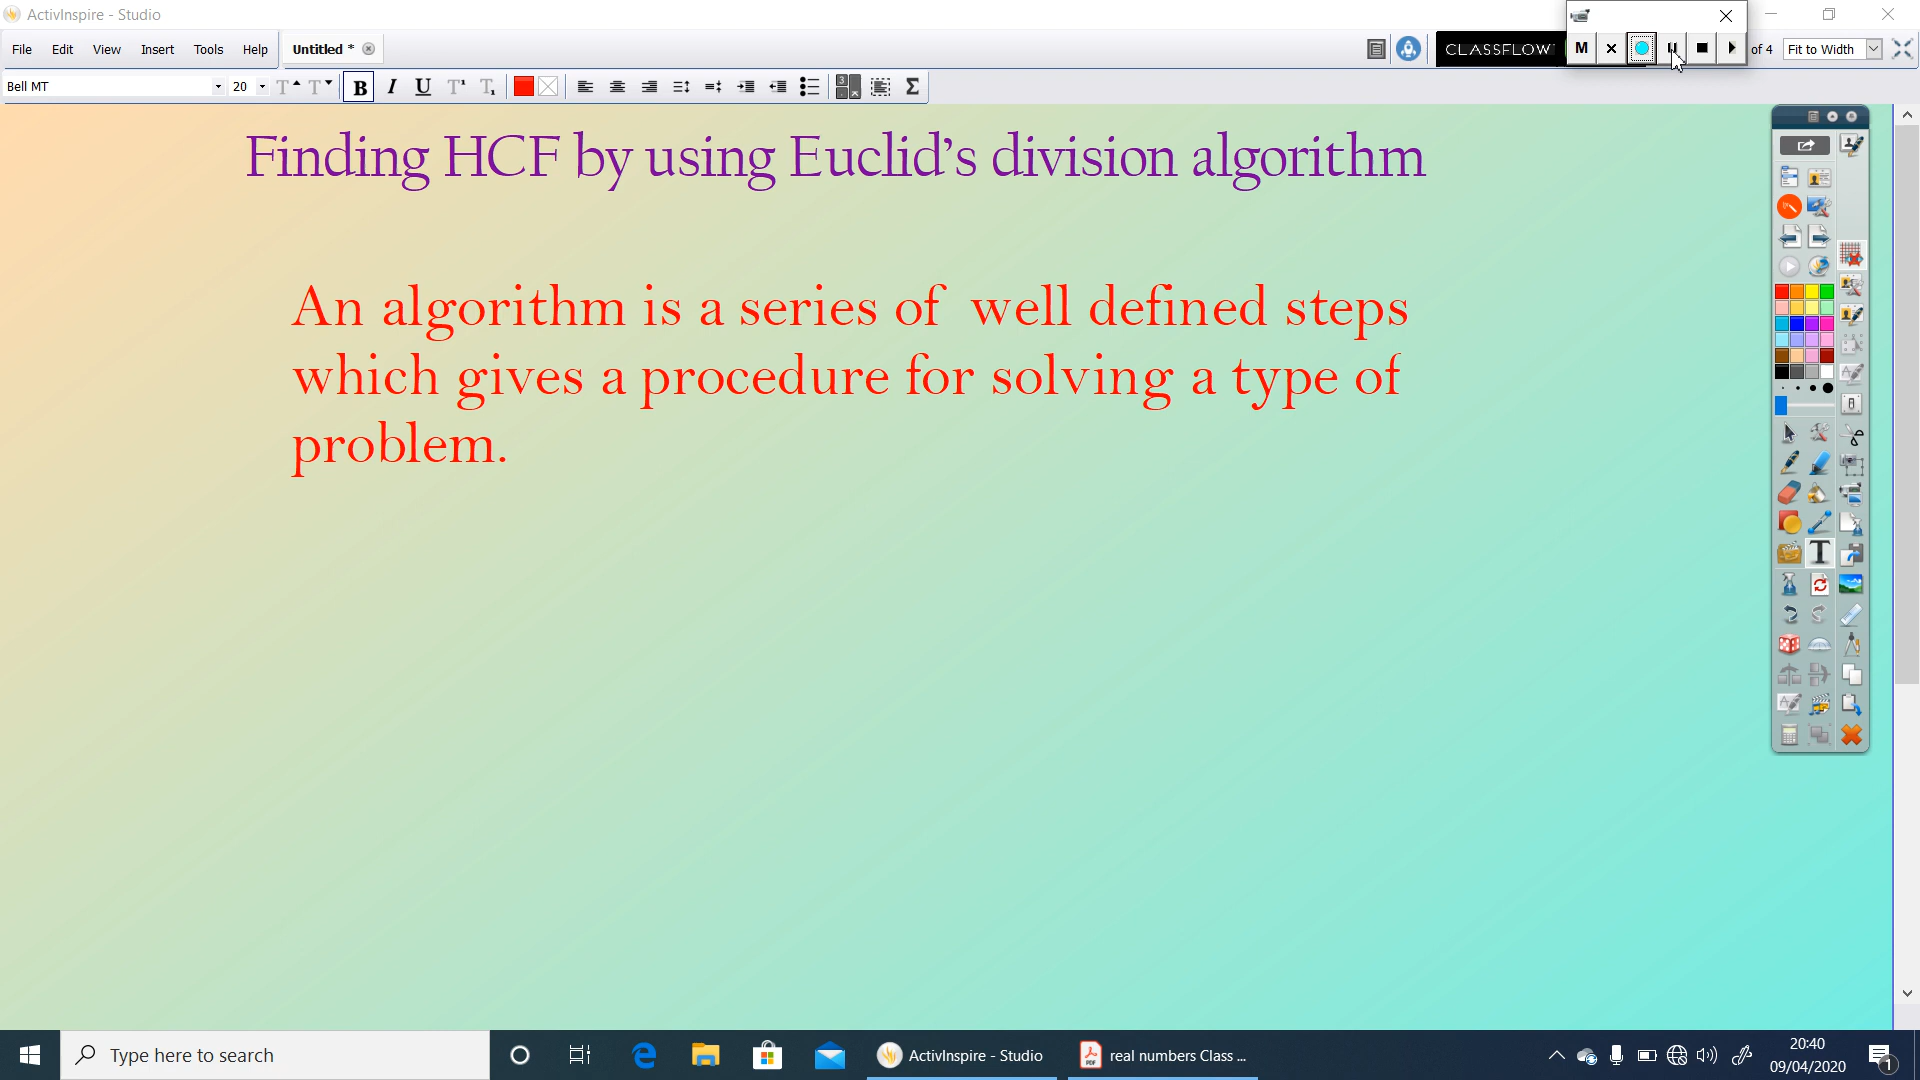 ActivInspire - Studio
File Edit View Insert Tools Help Untitled *
CLASSFLOW M of 4 Fit to Width
Bell MT 20 B I U
Finding HCF by using Euclid’s division algorithm
An algorithm is a series of well defined steps
which gives a procedure for solving a type of
problem.
Type here to search
ActivInspire - Studio
real numbers Class ...
20:40
09/04/2020
1